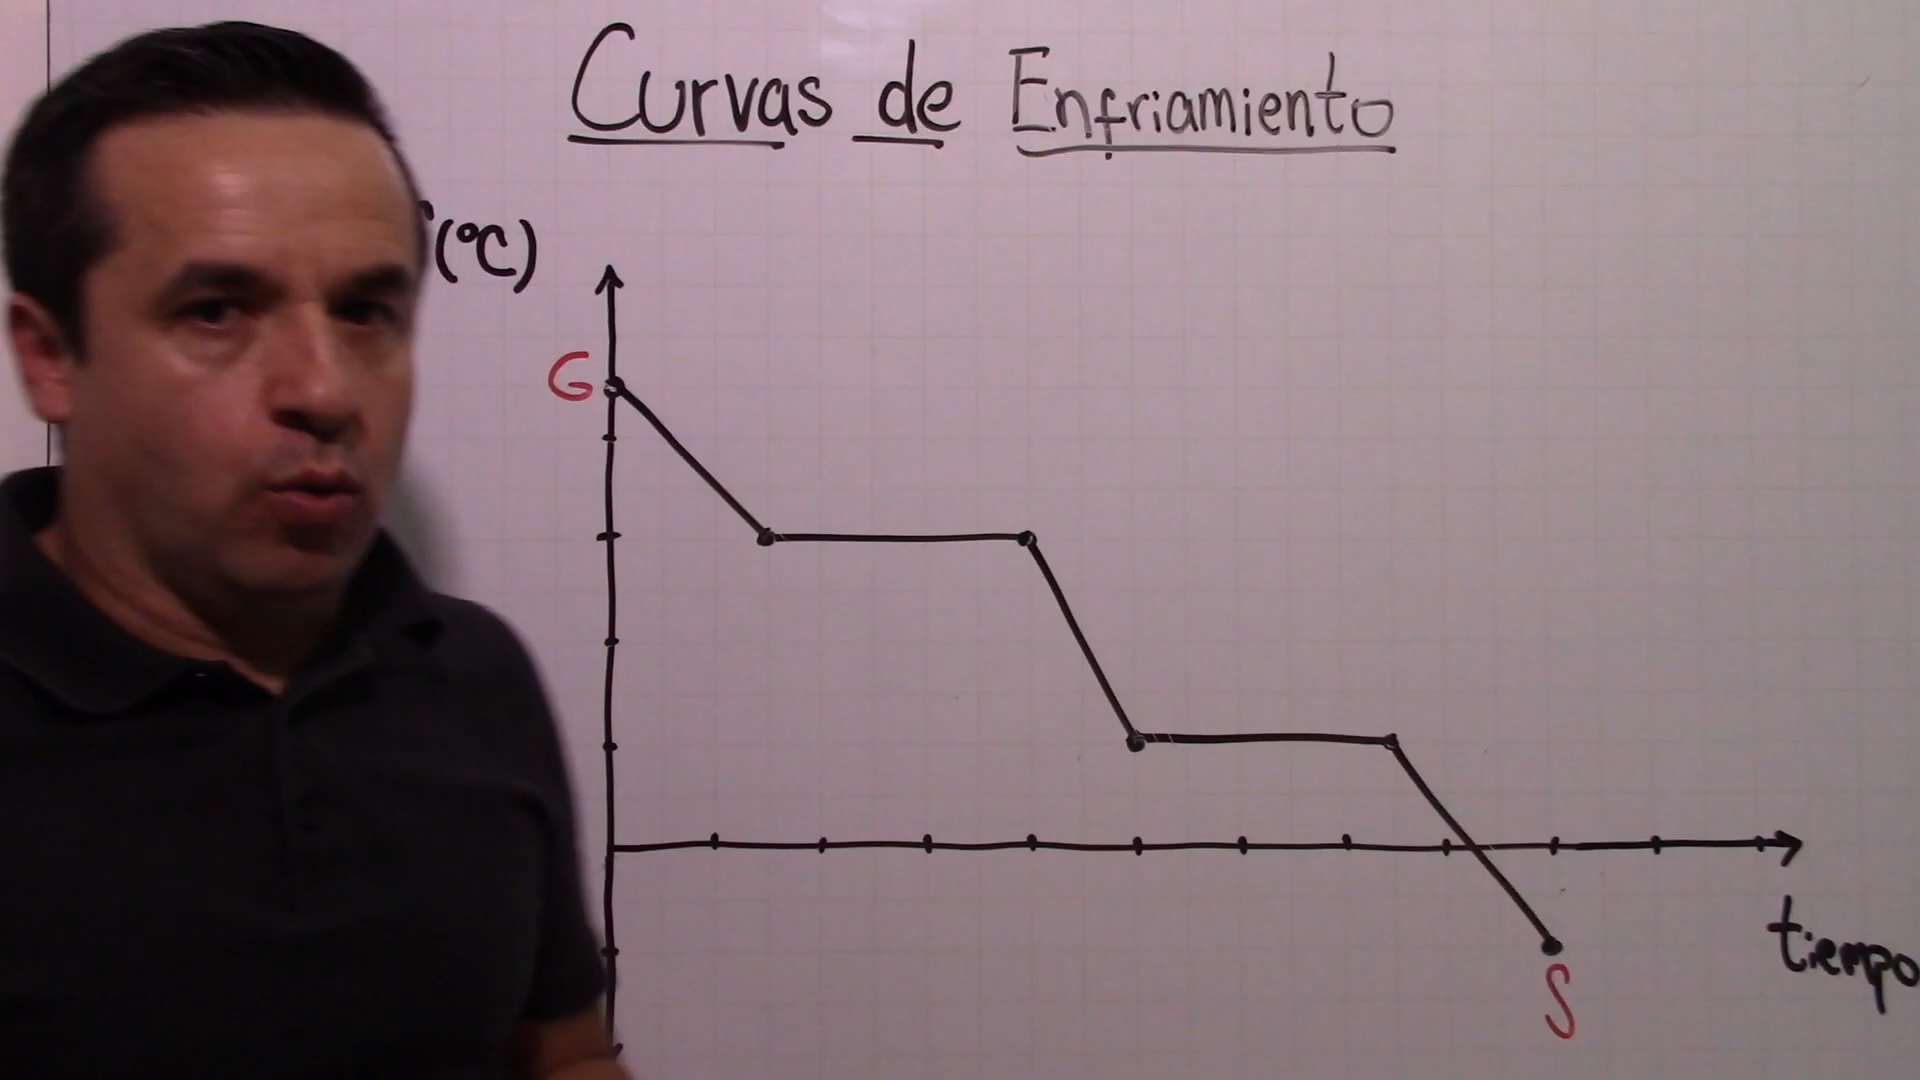 Curvas de Enfriamiento
(°C)
G
tiempo
S